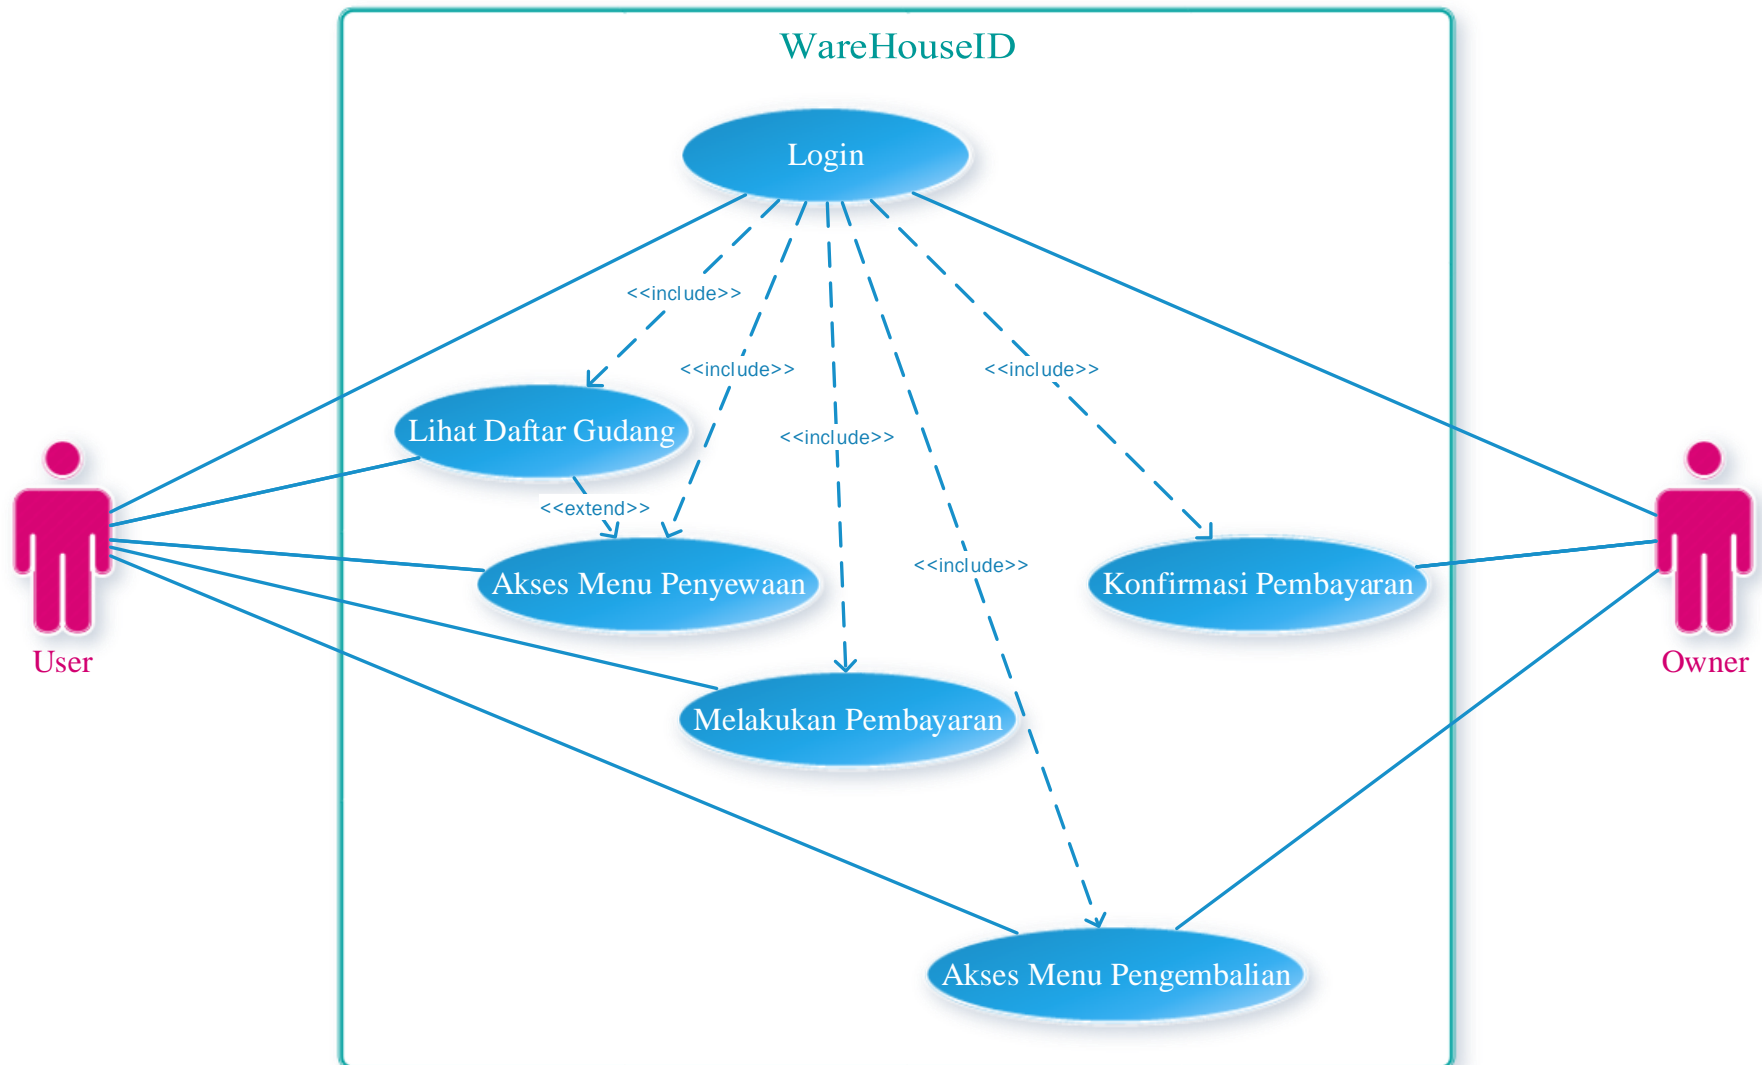 WareHouseID
Login
<<include>>
<<include>>
<<include>>
Lihat Daftar Gudang
<<include>>
<<extend>>
<<include>>
Akses Menu Penyewaan
Konfirmasi Pembayaran
User
Owner
Melakukan Pembayaran
Akses Menu Pengembalian